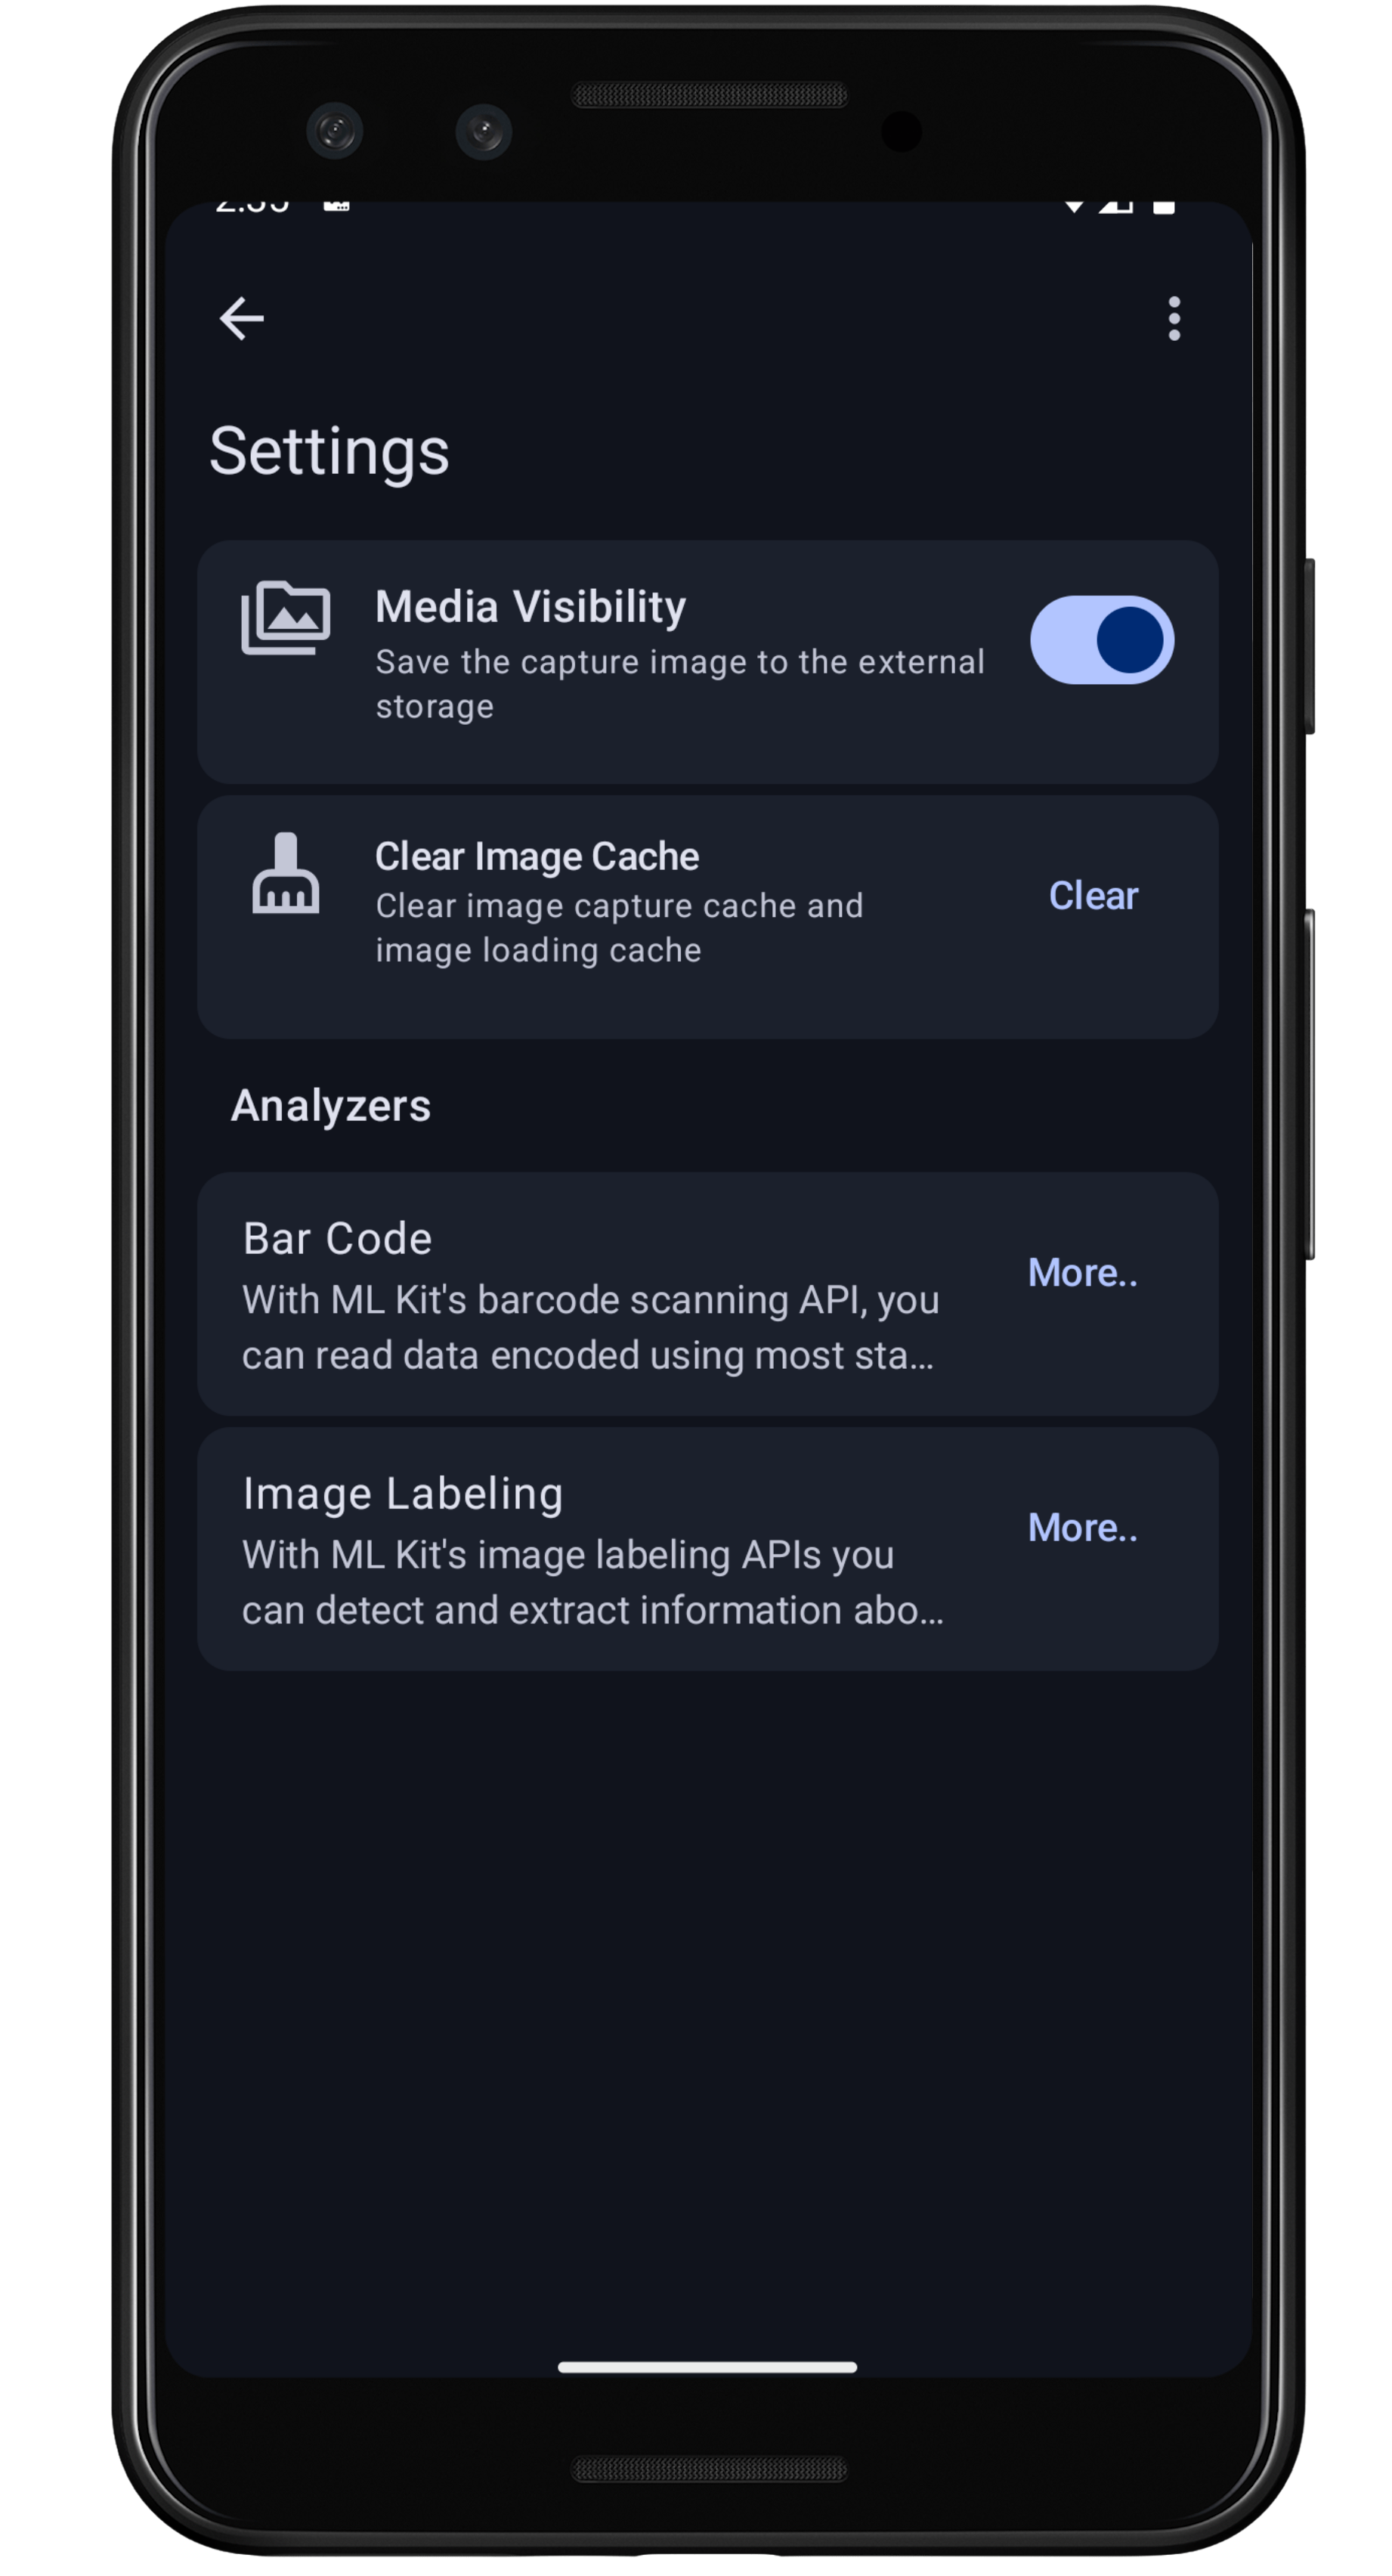 Settings
Media Visibility
Save the capture image to the external
storage
Clear Image Cache
Clear image capture cache and
image loading cache
Clear
Analyzers
Bar Code
With ML Kit's barcode scanning API, you
can read data encoded using most sta...
More..
Image Labeling
With ML Kit's image labeling APIs you
can detect and extract information abo...
More..